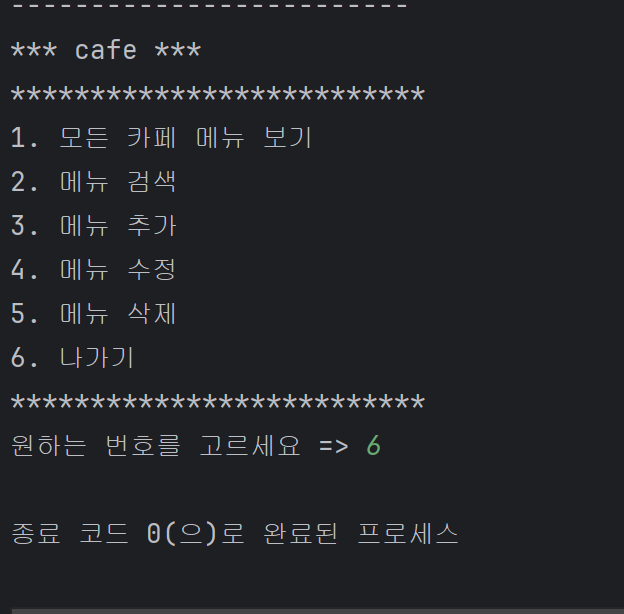 -------------------------
*** cafe ***
**************************
1. 모든 카페 메뉴 보기
2. 메뉴 검색
3. 메뉴 추가
4. 메뉴 수정
5. 메뉴 삭제
6. 나가기
**************************
원하는 번호를 고르세요 => 6
종료 코드 0(으)로 완료된 프로세스